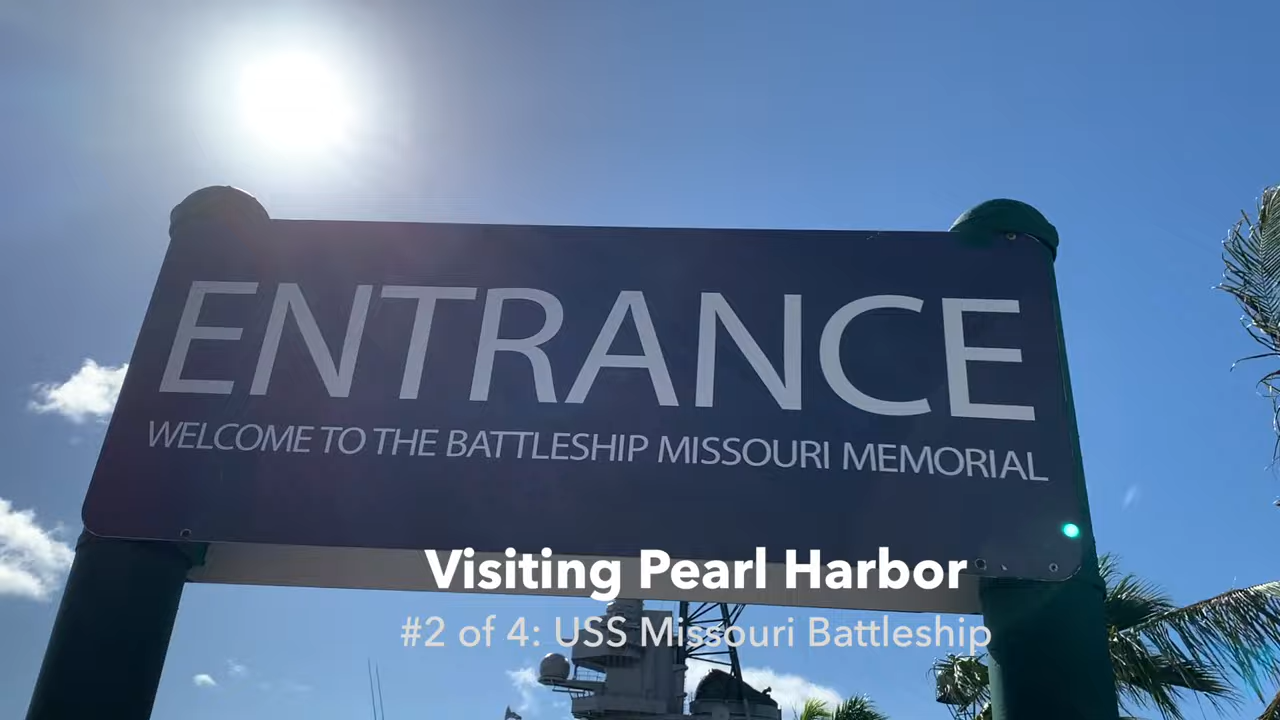 ENTRANCE
WELCOME TO THE BATTLESHIP MISSOURI MEMORIAL
Visiting Pearl Harbor
#2 of 4: USS Missouri Battleship